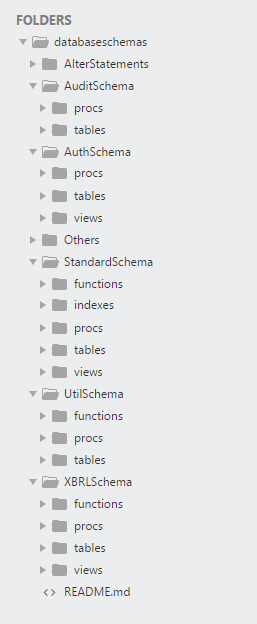 FOLDERS
databaseschemas
AlterStatements
AuditSchema
procs
tables
AuthSchema
procs
tables
views
Others
StandardSchema
functions
indexes
procs
tables
views
UtilSchema
functions
procs
tables
XBRLSchema
functions
procs
tables
views
README.md